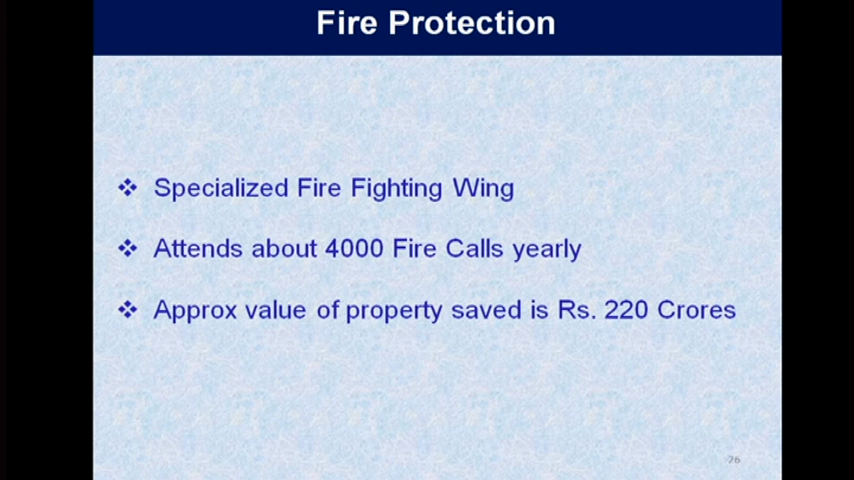 Fire Protection
Specialized Fire Fighting Wing
Attends about 4000 Fire Calls yearly
Approx value of property saved is Rs. 220 Crores
76